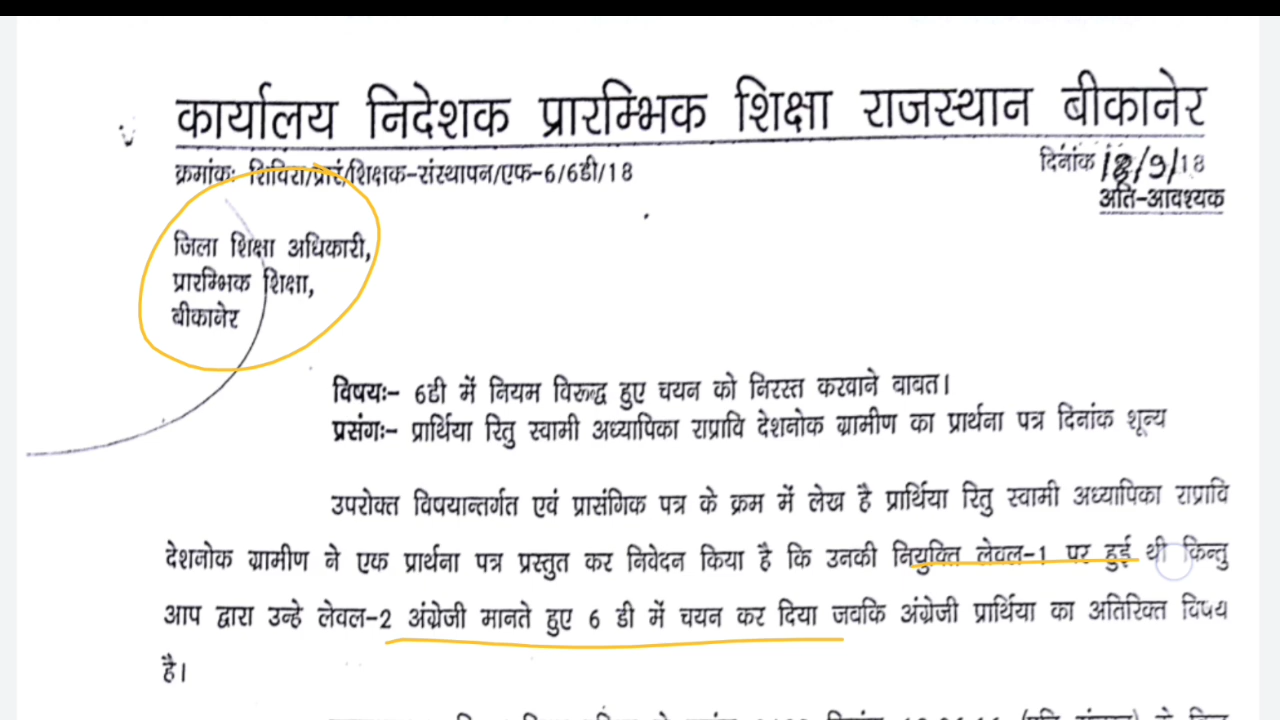 कार्यालय निदेशक प्रारम्भिक शिक्षा राजस्थान बीकानेर
क्रमांकः शिविरा/प्रारं/शिक्षक-संस्थापन/एफ-6/6डी/18
दिनांक 18/9/18
अति-आवश्यक
जिला शिक्षा अधिकारी,
प्रारम्भिक शिक्षा,
बीकानेर
विषयः- 6डी में नियम विरूद्ध हुए चयन को निरस्त करवाने बाबत।
प्रसंगः- प्रार्थिया रितु स्वामी अध्यापिका राप्रावि देशनोक ग्रामीण का प्रार्थना पत्र दिनांक शून्य
उपरोक्त विषयान्तर्गत एवं प्रासंगिक पत्र के क्रम में लेख है प्रार्थिया रितु स्वामी अध्यापिका राप्रावि
देशनोक ग्रामीण ने एक प्रार्थना पत्र प्रस्तुत कर निवेदन किया है कि उनकी नियुक्ति लेवल-1 पर हुई थी किन्तु
आप द्वारा उन्हे लेवल-2 अंग्रेजी मानते हुए 6 डी में चयन कर दिया जबकि अंग्रेजी प्रार्थिया का अतिरिक्त विषय
है।